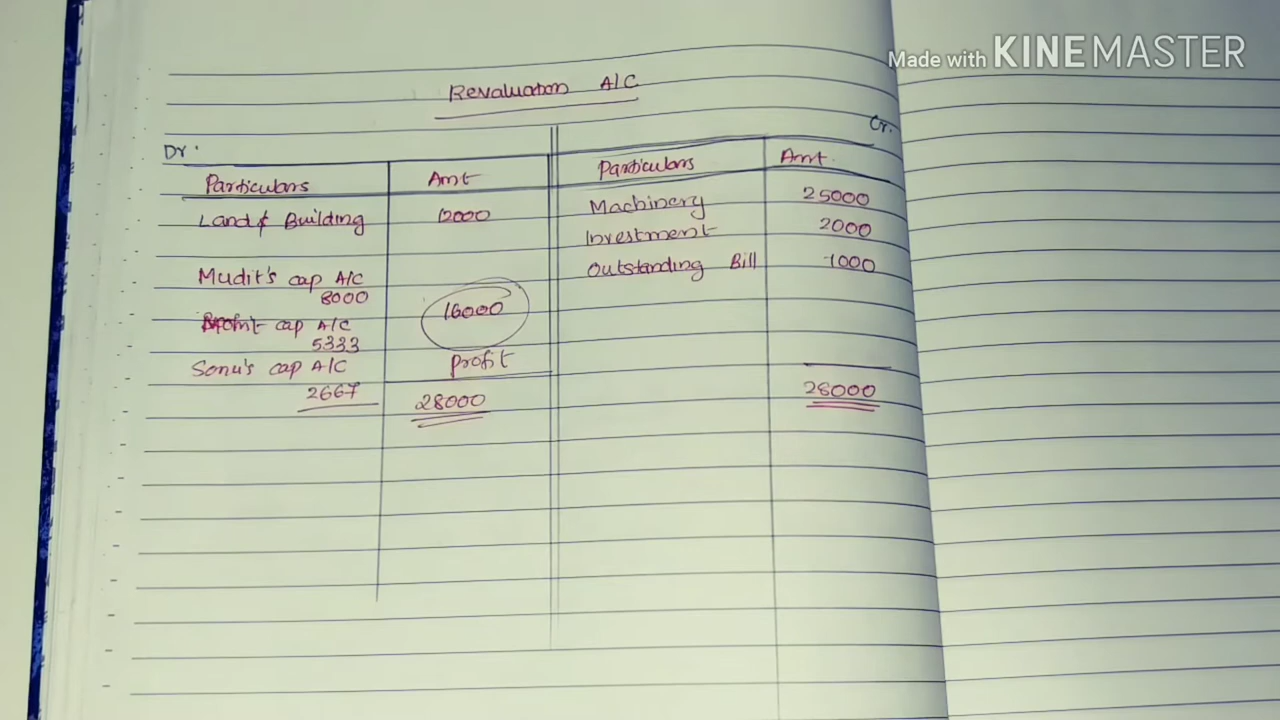 Made with KINEMASTER
Revaluation A/C
Dr. Cr.
Particulars Amt Particulars Amt.
Land & Building 12000 Machinery 25000
Investment 2000
Mudit's cap A/C Outstanding Bill 1000
8000 16000
cap A/C
5333
Sonu's cap A/C profit
2667 28000 28000